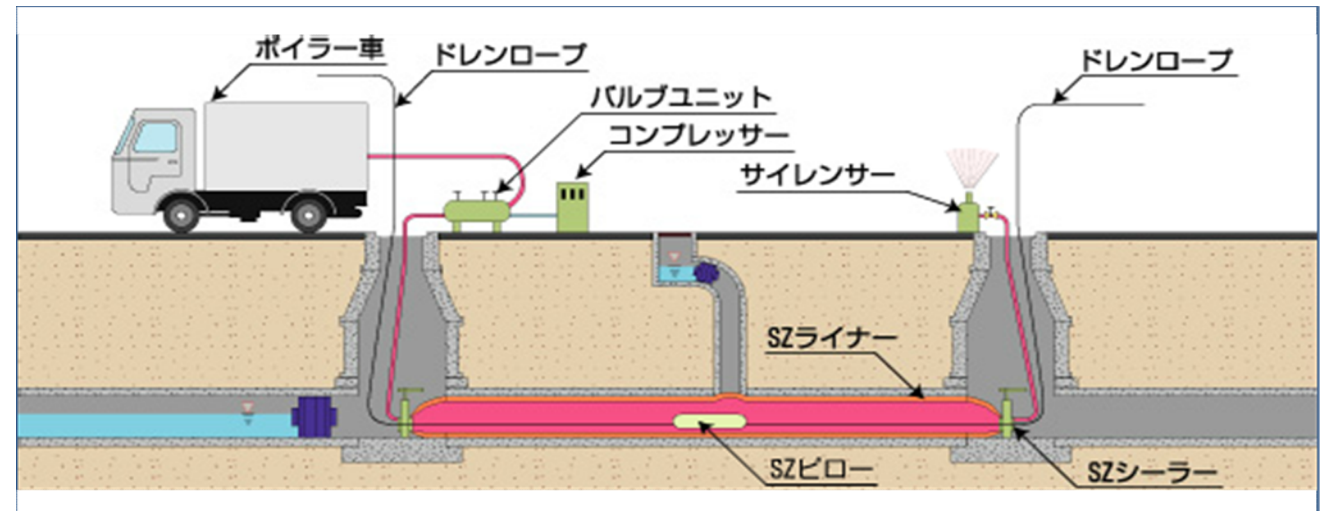 ボイラー車
ドレンロープ
ドレンロープ
バルブユニット
コンプレッサー
サイレンサー
SZライナー
SZピロー
SZシーラー